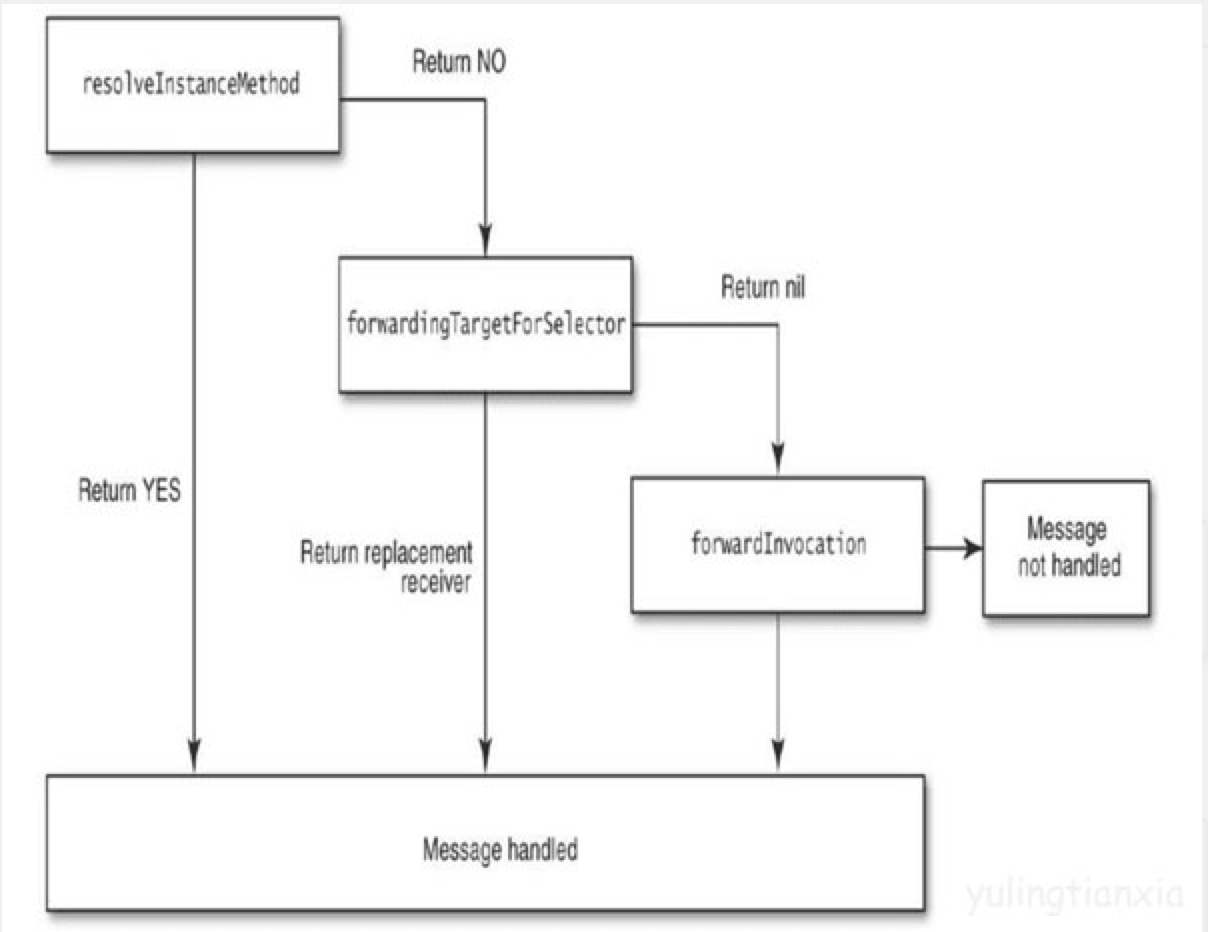 resolveInstanceMethod
Return NO
forwardingTargetForSelector
Return nil
Return YES
Return replacement
receiver
forwardInvocation
Message
not handled
Message handled
yulingtianxia